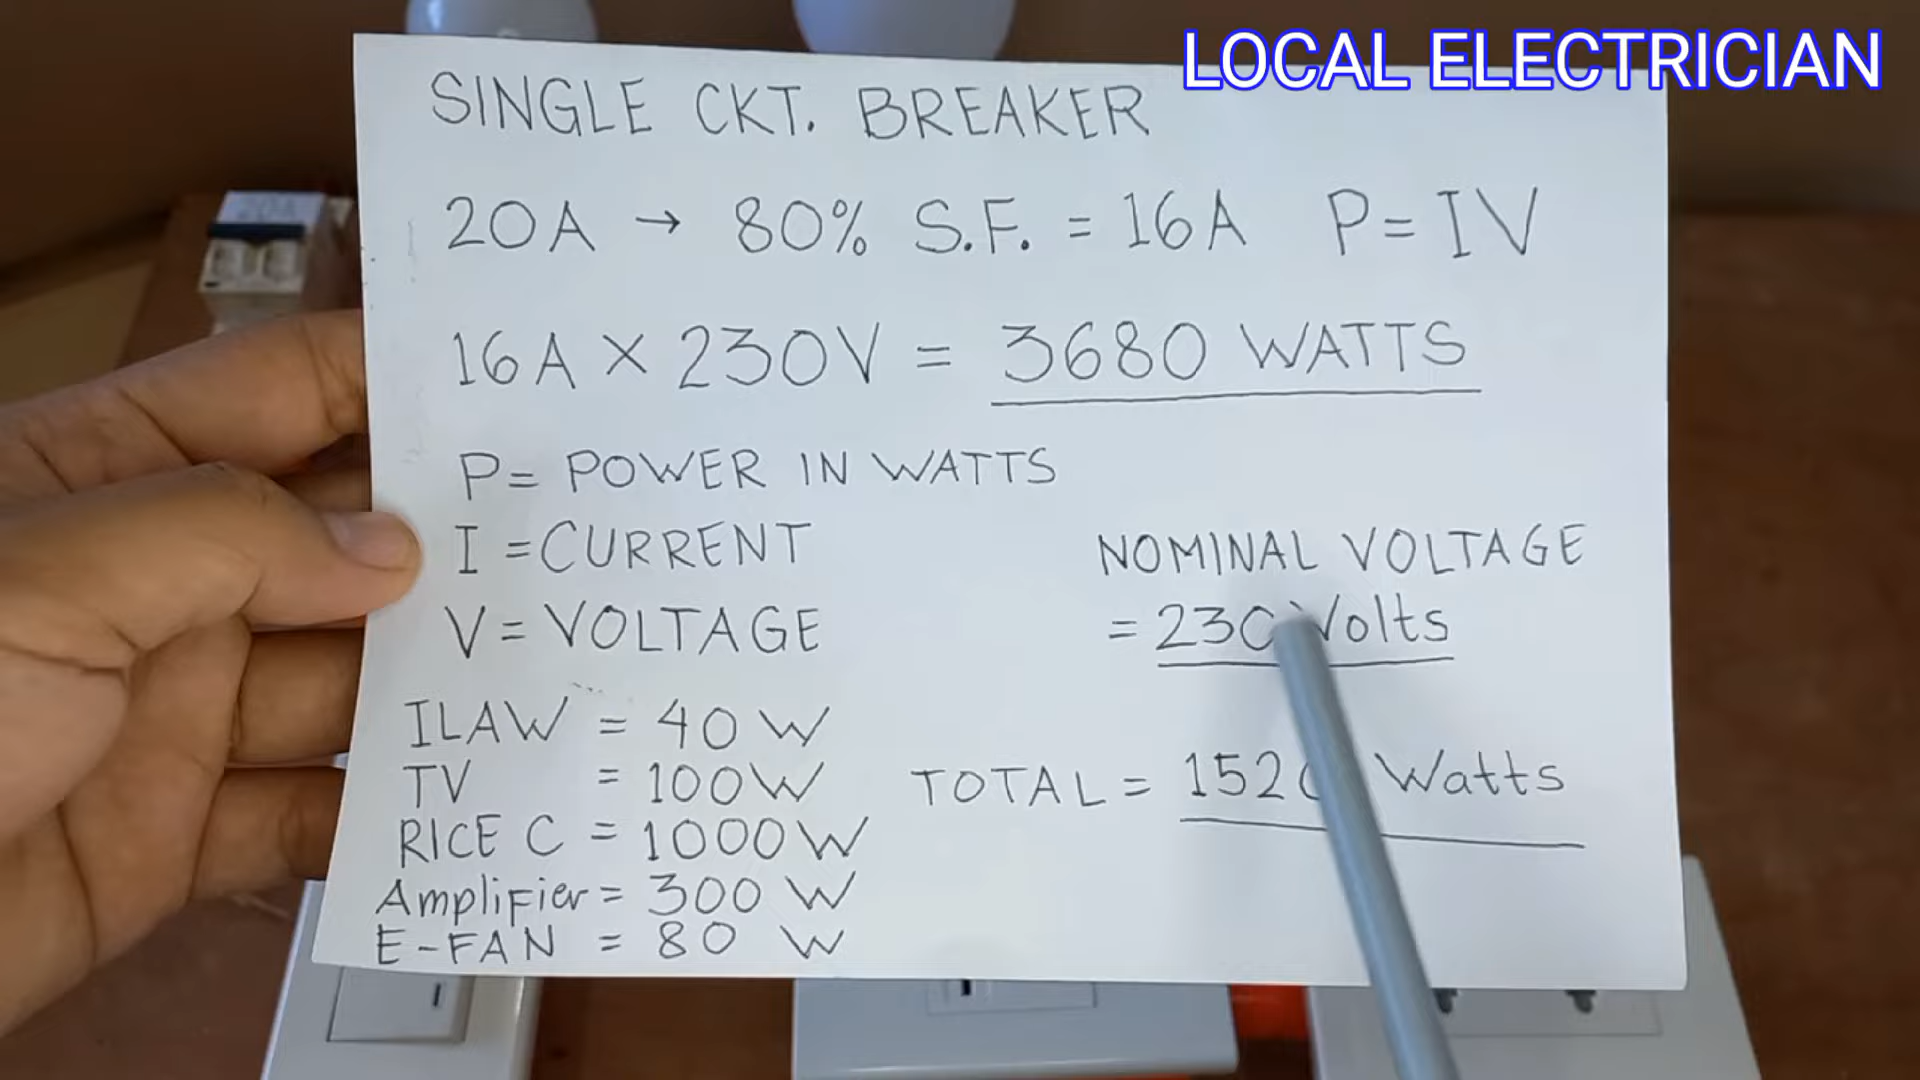 LOCAL ELECTRICIAN
SINGLE CKT. BREAKER
20A → 80% S.F. = 16A P = IV
16A X 230V = 3680 WATTS
P = POWER IN WATTS
I = CURRENT
V = VOLTAGE
NOMINAL VOLTAGE
= 230 Volts
ILAW = 40 W
TV = 100W
RICE C = 1000W
Amplifier = 300 W
E-FAN = 80 W
TOTAL = 1520 Watts